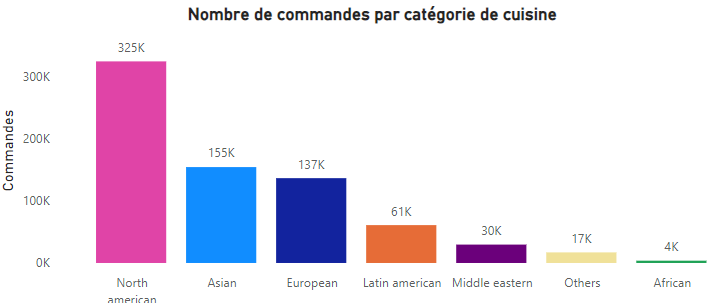 Nombre de commandes par catégorie de cuisine
325K
300K
200K
155K
137K
100K
61K
30K
17K
4K
0K
Commandes
North
american
Asian
European
Latin american
Middle eastern
Others
African